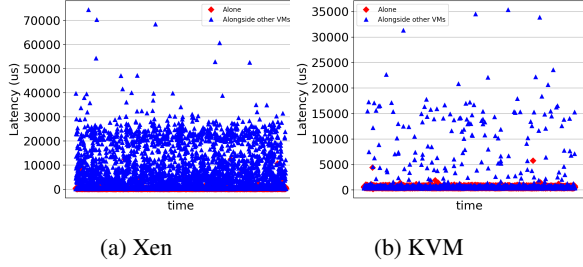 Alone
Alongside other VMs
Latency (us)
70000
60000
50000
40000
30000
20000
10000
0
time
(a) Xen
Alone
Alongside other VMs
Latency (us)
35000
30000
25000
20000
15000
10000
5000
0
time
(b) KVM